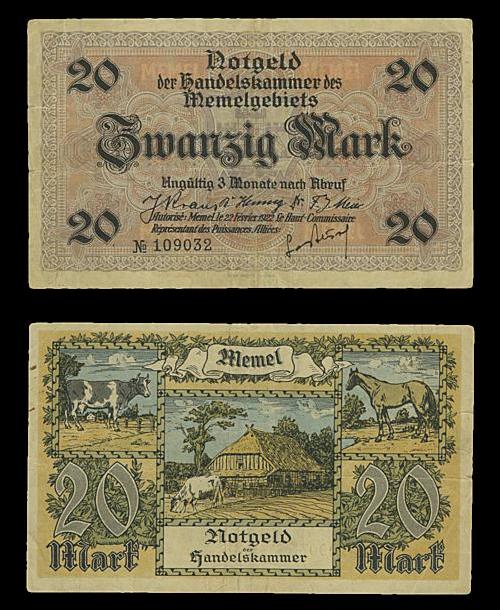 20
Notgeld
20
der Handelskammer des
Memelgebiets
Zwanzig Mark
Ungültig 3 Monate nach Abruf
20
20
Autorisé: Memel, le 22 Février 1922 Le Haut-Commissaire
Représentant des Puissances Alliées:
№ 109032
Memel
20
Mark
Notgeld
der
Handelskammer
20
Mark